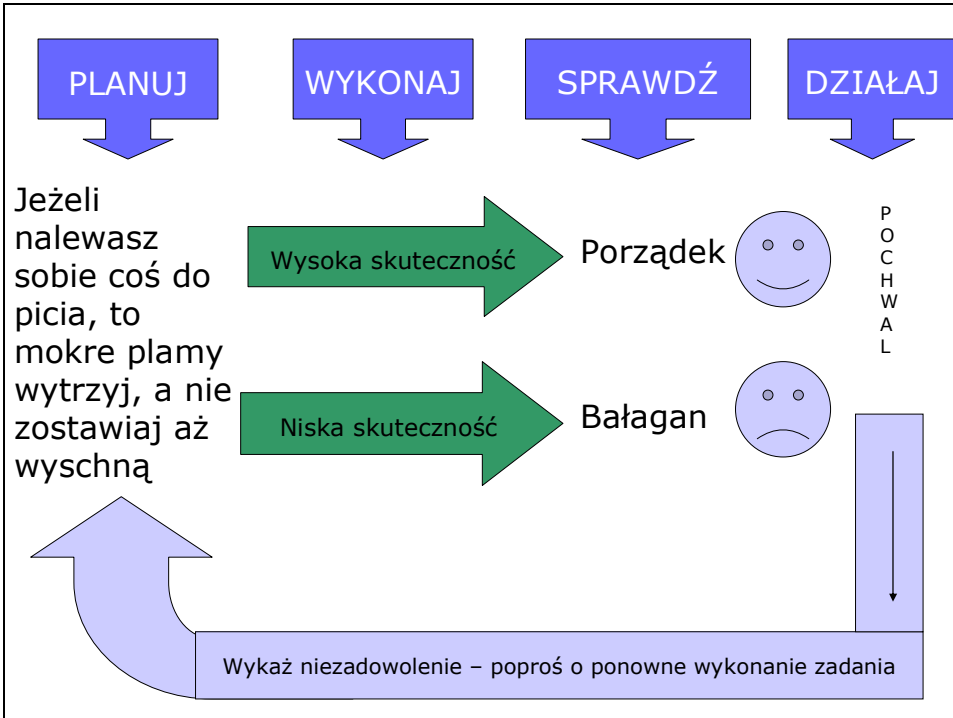 PLANUJ
WYKONAJ
SPRAWDŹ
DZIAŁAJ
Jeżeli
nalewasz
sobie coś do
picia, to
mokre plamy
wytrzyj, a nie
zostawiaj aż
wyschną
Wysoka skuteczność
Porządek
P
O
C
H
W
A
L
Niska skuteczność
Bałagan
Wykaż niezadowolenie – poproś o ponowne wykonanie zadania